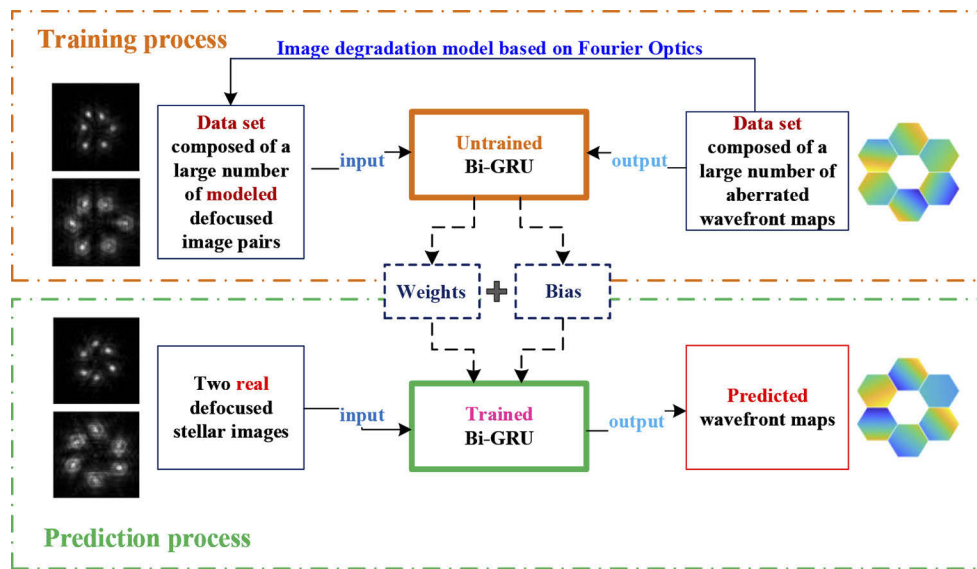 Training process
Image degradation model based on Fourier Optics
Data set
composed of a
large number
of modeled
defocused
image pairs
input
Untrained
Bi-GRU
output
Data set
composed of a
large number of
aberrated
wavefront maps
Weights
Bias
Two real
defocused
stellar images
input
Trained
Bi-GRU
output
Predicted
wavefront maps
Prediction process